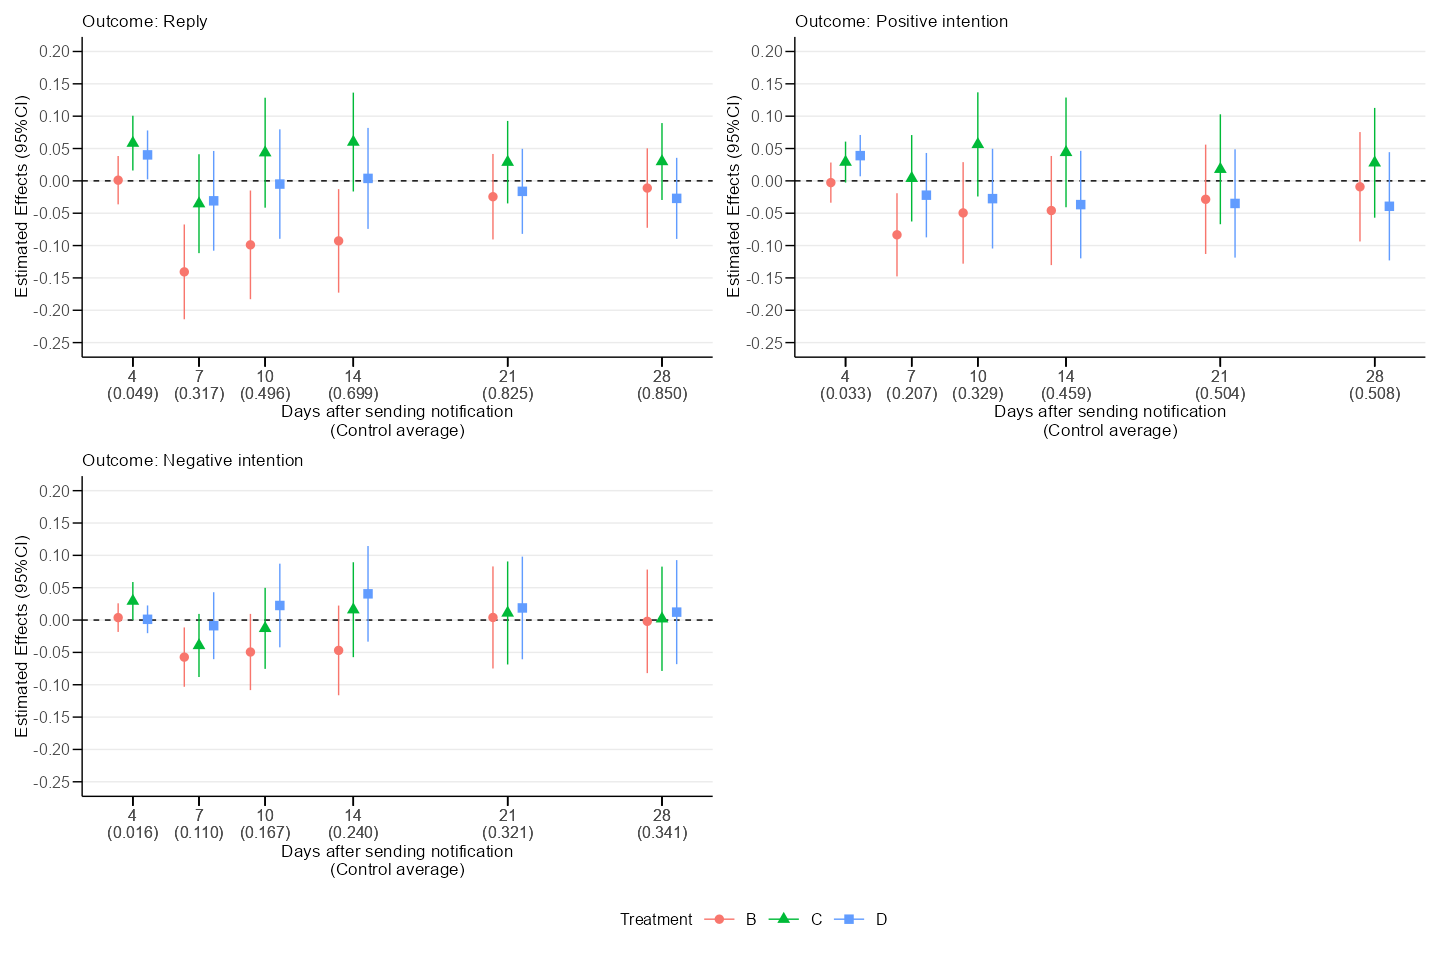 Outcome: Reply
Estimated Effects (95%CI)
0.20
0.15
0.10
0.05
0.00
-0.05
-0.10
-0.15
-0.20
-0.25
4 7 10 14 21 28
(0.049) (0.317) (0.496) (0.699) (0.825) (0.850)
Days after sending notification
(Control average)
Outcome: Positive intention
Estimated Effects (95%CI)
0.20
0.15
0.10
0.05
0.00
-0.05
-0.10
-0.15
-0.20
-0.25
4 7 10 14 21 28
(0.033) (0.207) (0.329) (0.459) (0.504) (0.508)
Days after sending notification
(Control average)
Outcome: Negative intention
Estimated Effects (95%CI)
0.20
0.15
0.10
0.05
0.00
-0.05
-0.10
-0.15
-0.20
-0.25
4 7 10 14 21 28
(0.016) (0.110) (0.167) (0.240) (0.321) (0.341)
Days after sending notification
(Control average)
Treatment B C D